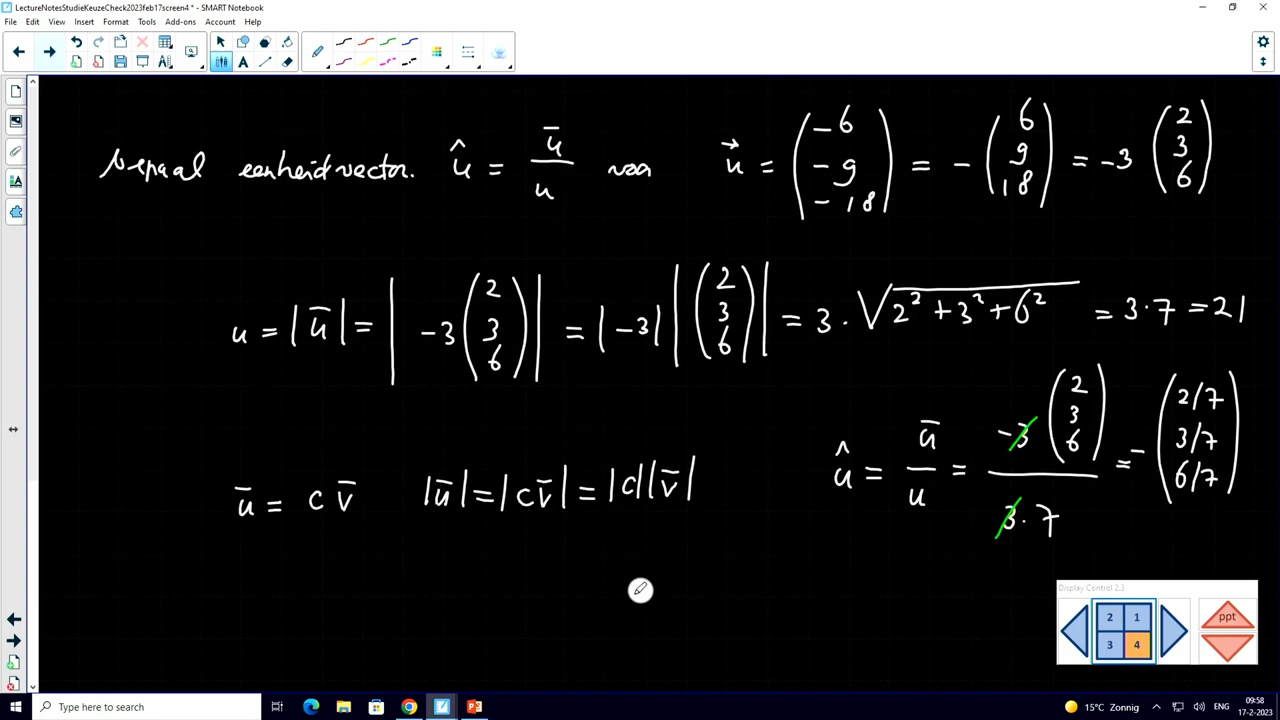 LectureNotesStudieKeuzeCheck2023feb17screen4 * - SMART Notebook
File Edit View Insert Format Tools Add-ons Account Help
Bepaal eenheidvector. û = ū / u voor u⃗ = (-6 -9 -18) = - (6 9 18) = -3 (2 3 6)
u = |ū| = |-3 (2 3 6)| = |-3| |(2 3 6)| = 3 · √(2² + 3² + 6²) = 3 · 7 = 21
û = ū / u = -3 (2 3 6) / 3 · 7 = - (2/7 3/7 6/7)
ū = c v̄ |ū| = |c v̄| = |c| |v̄|
Display Control 2.3
2 1
3 4
ppt
Type here to search
15°C Zonnig
ENG
09:58
17-2-2023